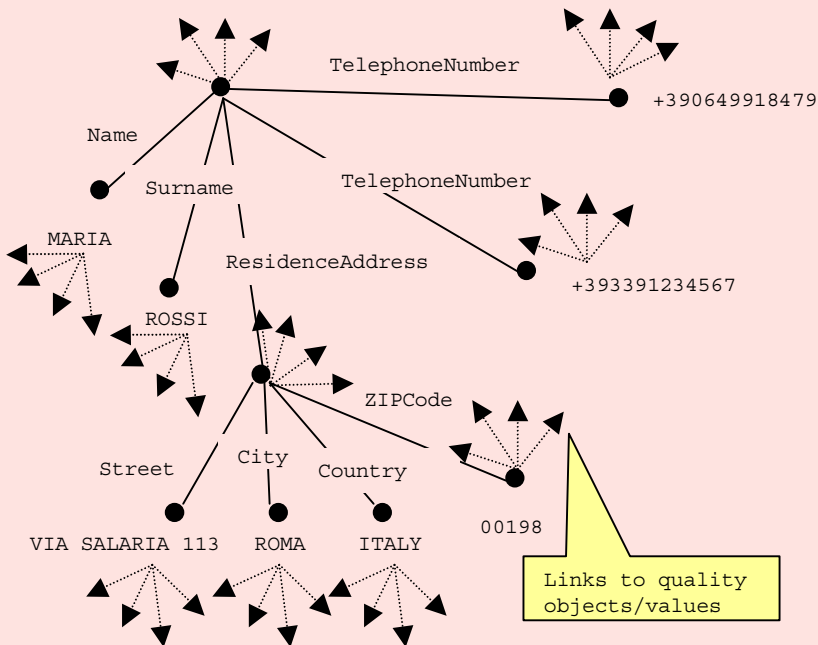 TelephoneNumber
+390649918479
Name
Surname
TelephoneNumber
MARIA
ResidenceAddress
+393391234567
ROSSI
ZIPCode
Street
City
Country
00198
VIA SALARIA 113
ROMA
ITALY
Links to quality
objects/values